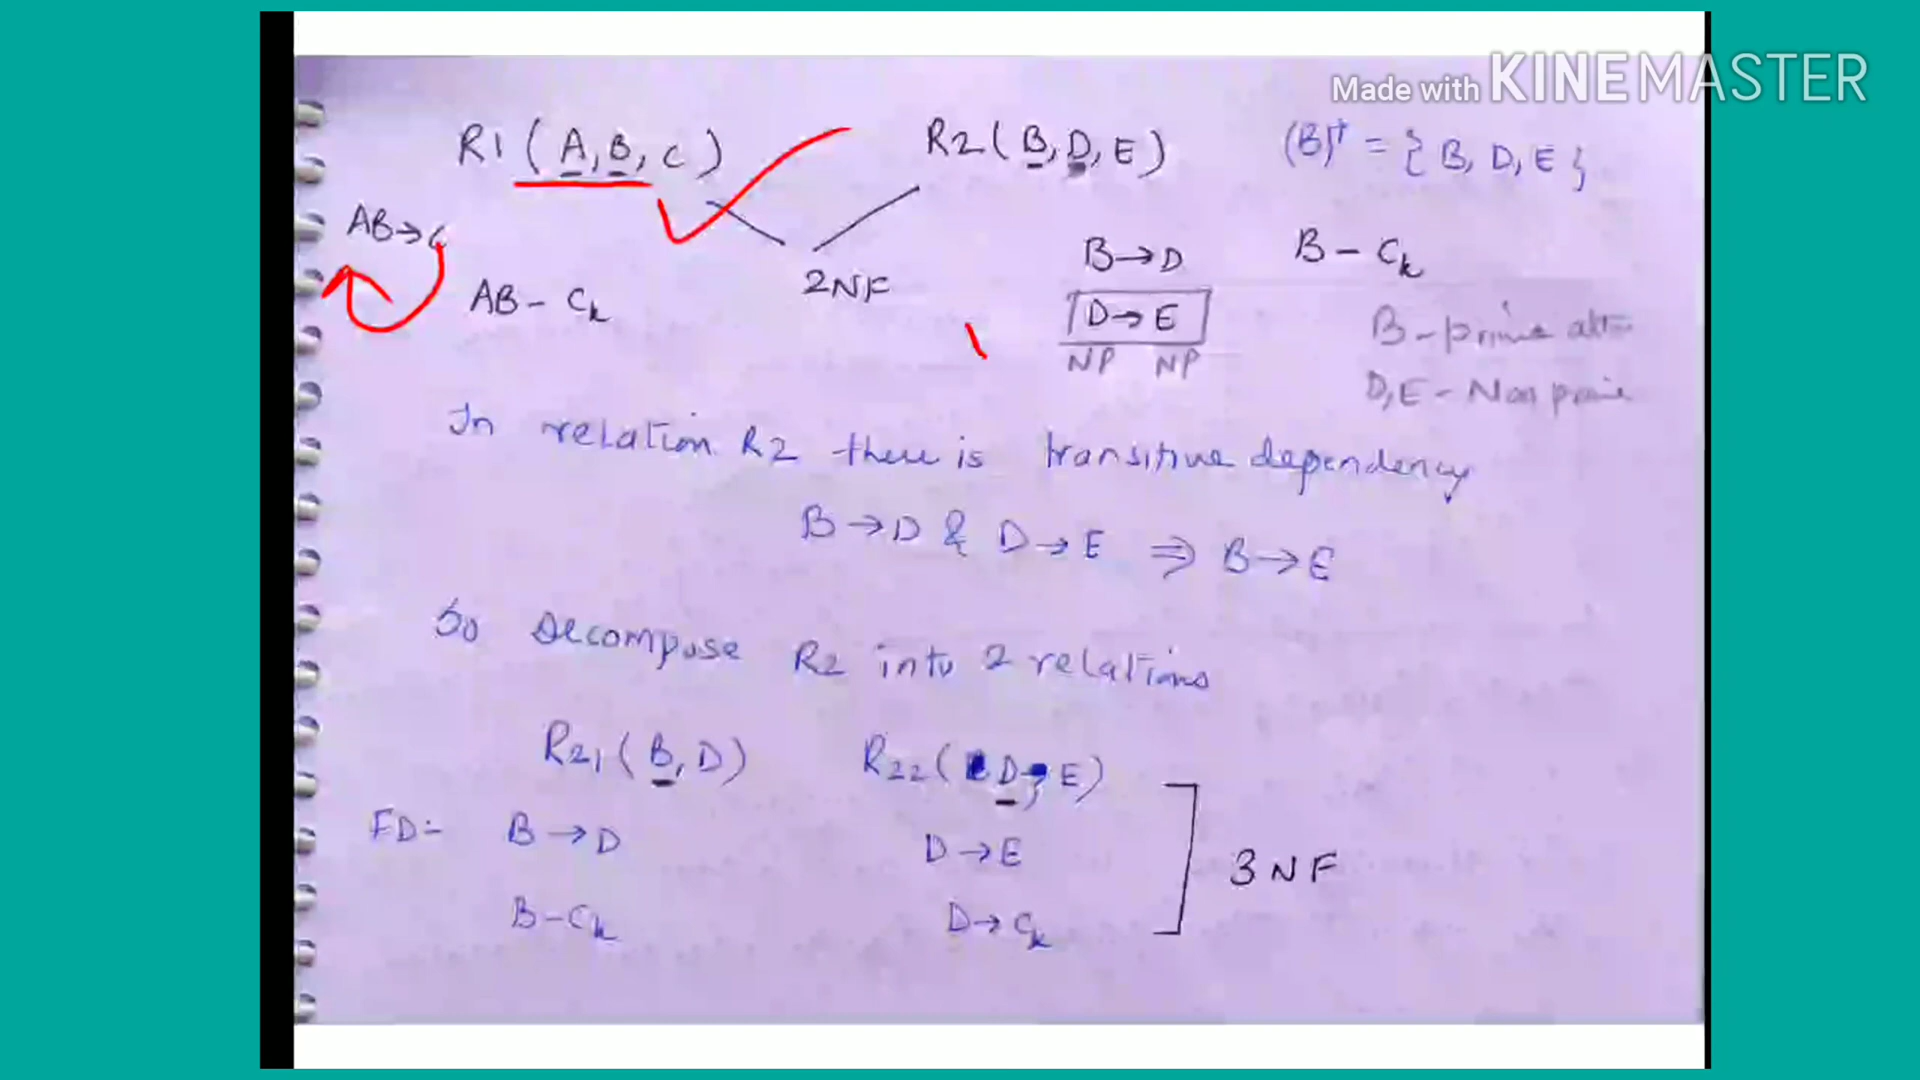 Made with KINEMASTER
R1 ( A, B, C ) R2 ( B, D, E ) (B)+ = { B, D, E }
AB→C B→D B - Ck
AB - Ck 2NF D→E B - prime att
NP NP D,E - Non prime
In relation R2 there is transitive dependency
B→D & D→E ⇒ B→E
So Decompose R2 into 2 relations
R21 ( B, D ) R22 ( D, E )
FD:- B→D D→E 3NF
B-Ck D→Ck